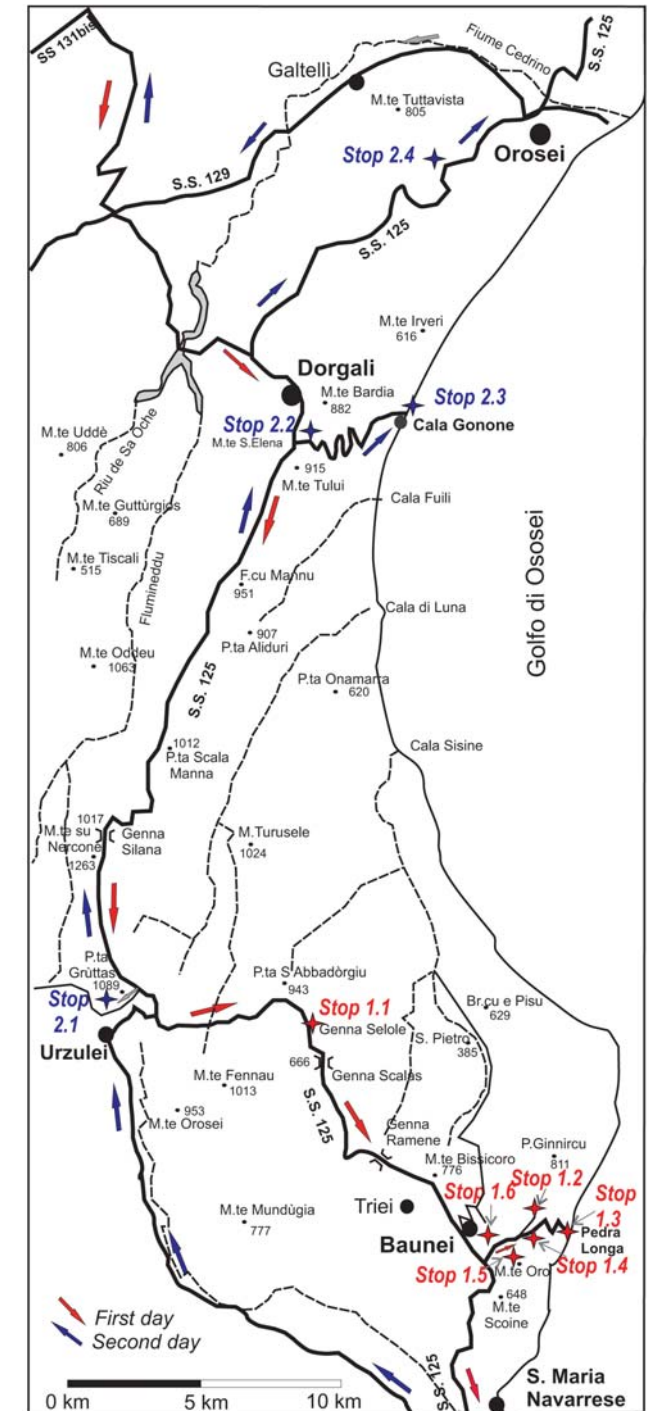 SS 131bis
S.S. 125
Fiume Cedrino
Galtellì
M.te Tuttavista
805
Stop 2.4
Orosei
S.S. 129
S.S. 125
M.te Irveri
616
Dorgali
M.te Bardia
882
Stop 2.3
Stop 2.2
Cala Gonone
M.te S.Elena
M.te Uddè
806
Riu de Sa Oche
915
M.te Tului
Cala Fuili
M.te Guttùrgios
689
M.te Tiscali
515
Flumineddu
F.cu Mannu
951
Golfo di Ososei
Cala di Luna
907
P.ta Aliduri
M.te Oddeu
1063
S.S. 125
P.ta Onamarra
620
1012
P.ta Scala
Manna
Cala Sisine
1017
M.te su
Nercone
1263
Genna
Silana
M.Turusele
1024
P.ta
Grùttas
1089
P.ta S Abbadòrgiu
943
Stop
2.1
Stop 1.1
Genna Selole
Br.cu e Pisu
629
Urzulei
S. Pietro
385
666
Genna Scalas
M.te Fennau
1013
S.S. 125
953
M.te Orosei
Genna
Ramene
M.te Bissicoro
776
P.Ginnircu
811
Stop 1.6
Stop 1.2
Stop
1.3
Triei
M.te Mundùgia
777
Baunei
Pedra
Longa
Stop 1.5
Stop 1.4
M.te Oro
648
M.te
Scoine
First day
Second day
S.S. 125
S. Maria
Navarrese
0 km
5 km
10 km